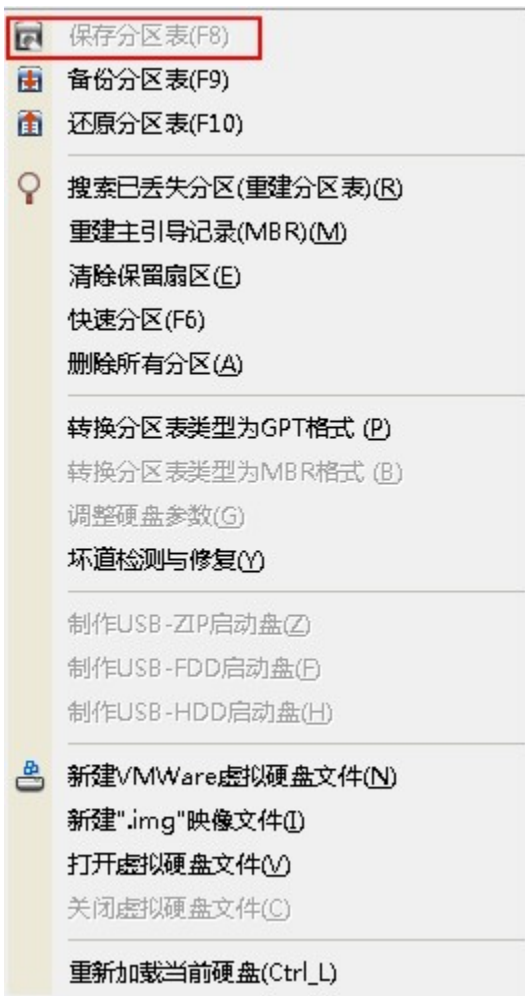 保存分区表(F8)
备份分区表(F9)
还原分区表(F10)
搜索已丢失分区(重建分区表)(R)
重建主引导记录(MBR)(M)
清除保留扇区(E)
快速分区(F6)
删除所有分区(A)
转换分区表类型为GPT格式 (P)
转换分区表类型为MBR格式 (B)
调整硬盘参数(G)
坏道检测与修复(Y)
制作USB-ZIP启动盘(Z)
制作USB-FDD启动盘(F)
制作USB-HDD启动盘(H)
新建VMWare虚拟硬盘文件(N)
新建".img"映像文件(I)
打开虚拟硬盘文件(V)
关闭虚拟硬盘文件(C)
重新加载当前硬盘(Ctrl_L)